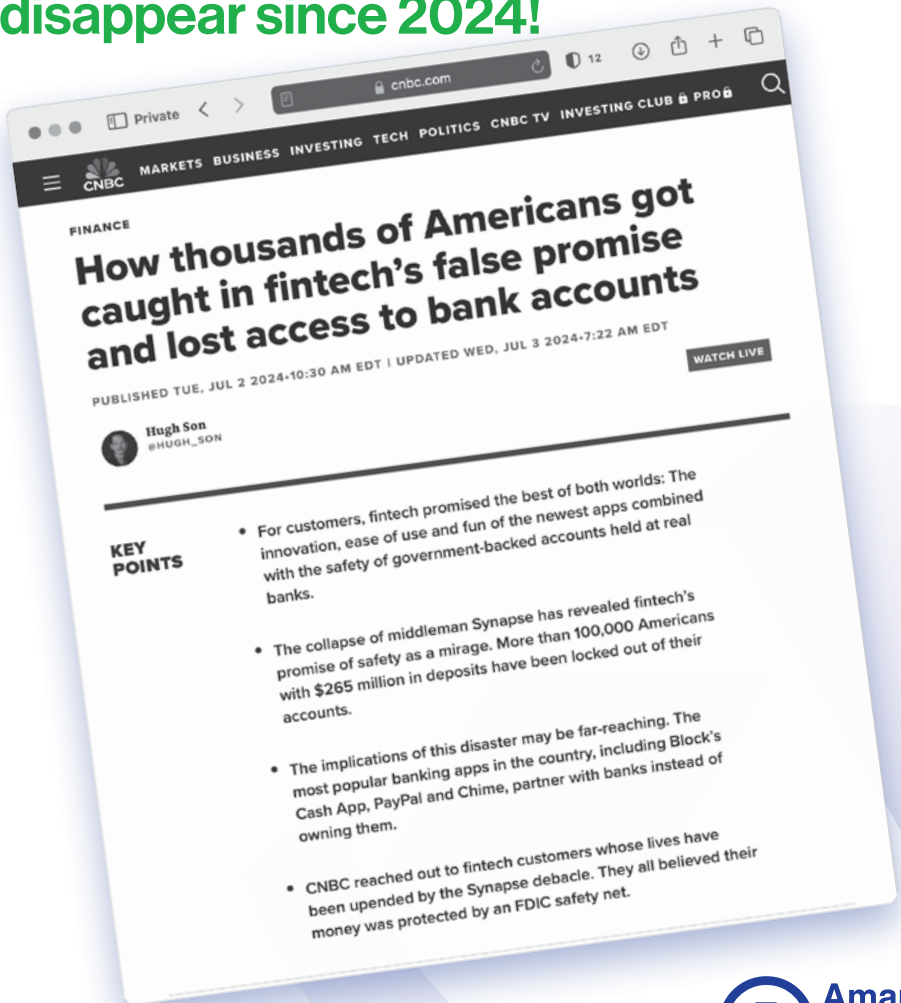 disappear since 2024!
Private
cnbc.com
12
CNBC
MARKETS BUSINESS INVESTING TECH POLITICS CNBC TV INVESTING CLUB PRO
FINANCE
How thousands of Americans got
caught in fintech's false promise
and lost access to bank accounts
PUBLISHED TUE, JUL 2 2024•10:30 AM EDT | UPDATED WED, JUL 3 2024•7:22 AM EDT
WATCH LIVE
Hugh Son
@HUGH_SON
KEY
POINTS
• For customers, fintech promised the best of both worlds: The
innovation, ease of use and fun of the newest apps combined
with the safety of government-backed accounts held at real
banks.
• The collapse of middleman Synapse has revealed fintech's
promise of safety as a mirage. More than 100,000 Americans
with $265 million in deposits have been locked out of their
accounts.
• The implications of this disaster may be far-reaching. The
most popular banking apps in the country, including Block's
Cash App, PayPal and Chime, partner with banks instead of
owning them.
• CNBC reached out to fintech customers whose lives have
been upended by the Synapse debacle. They all believed their
money was protected by an FDIC safety net.